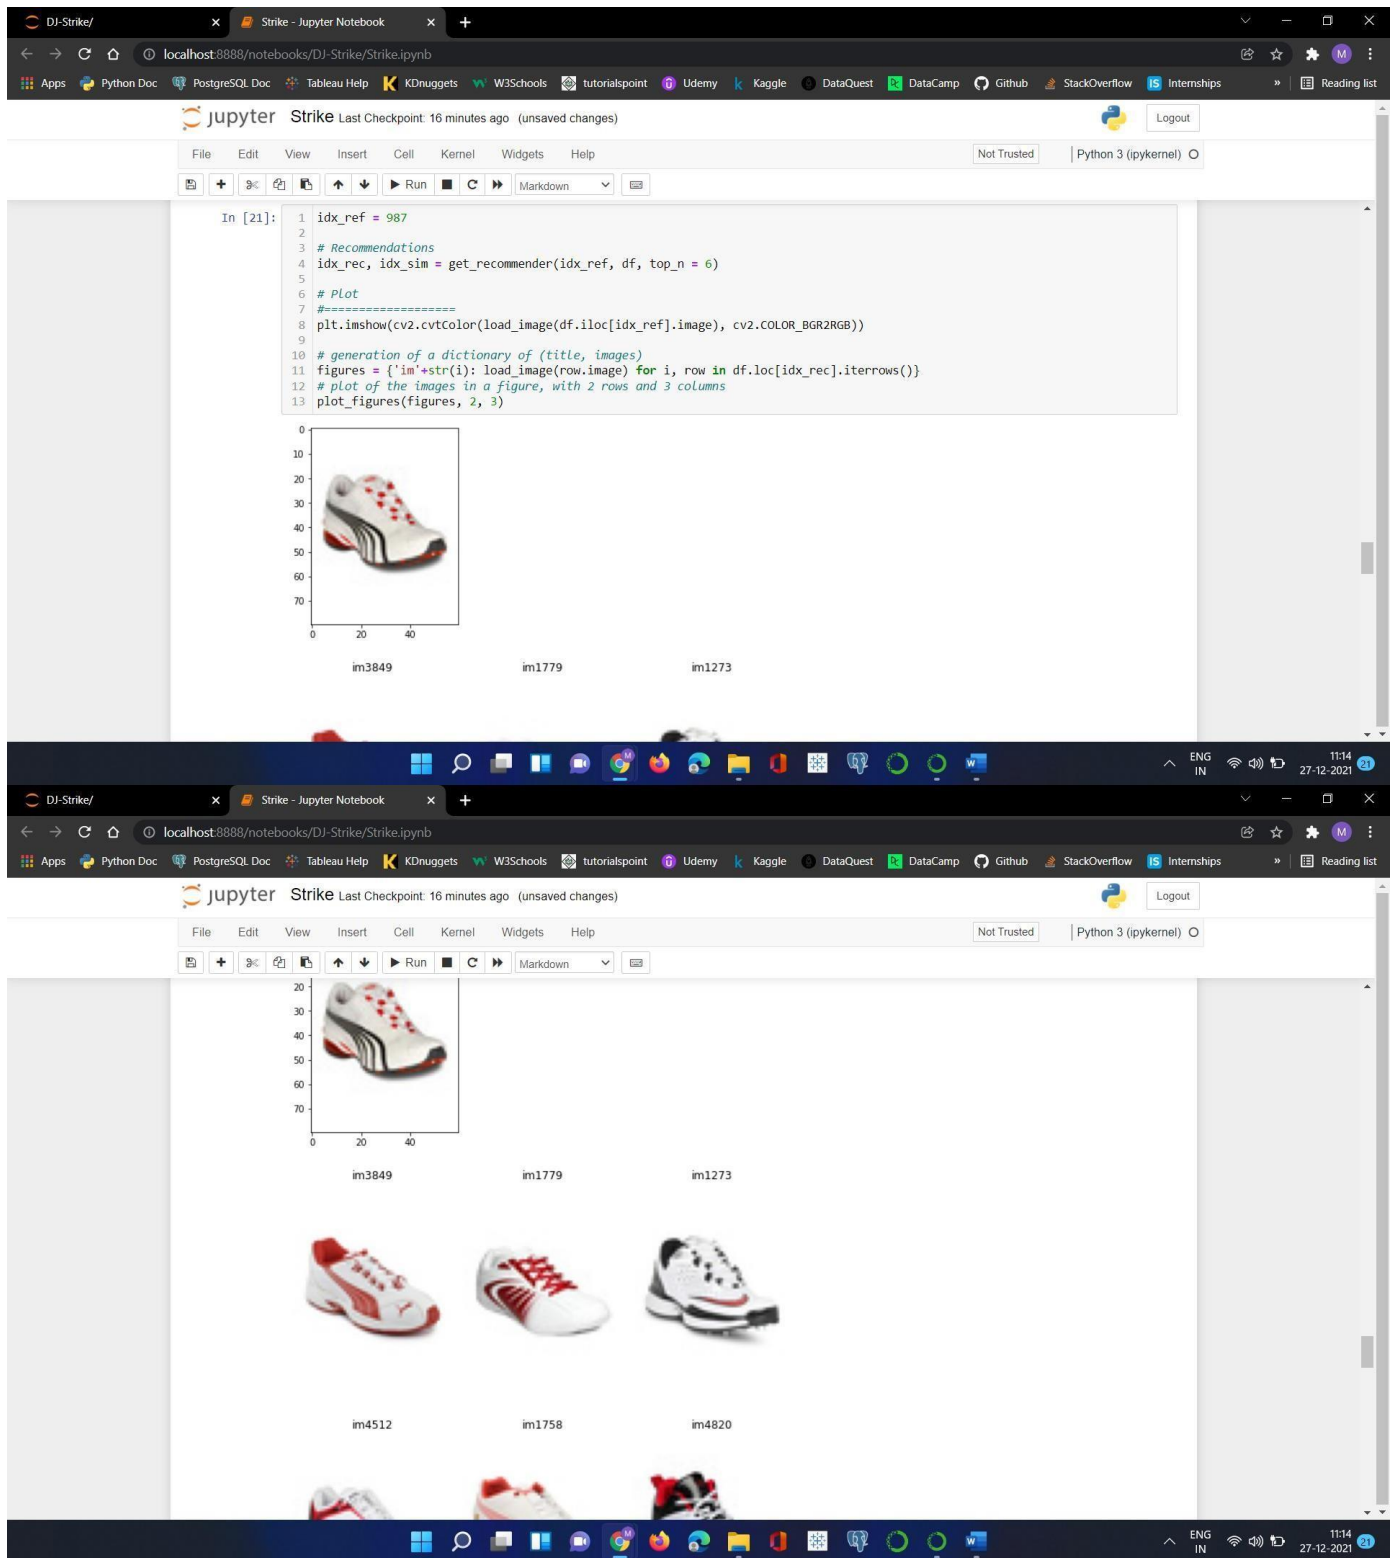 DJ-Strike/
Strike - Jupyter Notebook
localhost:8888/notebooks/DJ-Strike/Strike.ipynb
M
Apps Python Doc PostgreSQL Doc Tableau Help KDnuggets W3Schools tutorialspoint Udemy Kaggle DataQuest DataCamp Github StackOverflow IS Internships » Reading list
jupyter Strike Last Checkpoint: 16 minutes ago (unsaved changes) Logout
File Edit View Insert Cell Kernel Widgets Help Not Trusted Python 3 (ipykernel)
Run Markdown
In [21]:
1 idx_ref = 987
2
3 # Recommendations
4 idx_rec, idx_sim = get_recommender(idx_ref, df, top_n = 6)
5
6 # Plot
7 #===================
8 plt.imshow(cv2.cvtColor(load_image(df.iloc[idx_ref].image), cv2.COLOR_BGR2RGB))
9
10 # generation of a dictionary of (title, images)
11 figures = {'im'+str(i): load_image(row.image) for i, row in df.loc[idx_rec].iterrows()}
12 # plot of the images in a figure, with 2 rows and 3 columns
13 plot_figures(figures, 2, 3)
0
10
20
30
40
50
60
70
0 20 40
im3849 im1779 im1273
ENG
IN
11:14
27-12-2021
21
DJ-Strike/
Strike - Jupyter Notebook
localhost:8888/notebooks/DJ-Strike/Strike.ipynb
M
Apps Python Doc PostgreSQL Doc Tableau Help KDnuggets W3Schools tutorialspoint Udemy Kaggle DataQuest DataCamp Github StackOverflow IS Internships » Reading list
jupyter Strike Last Checkpoint: 16 minutes ago (unsaved changes) Logout
File Edit View Insert Cell Kernel Widgets Help Not Trusted Python 3 (ipykernel)
Run Markdown
20
30
40
50
60
70
0 20 40
im3849 im1779 im1273
im4512 im1758 im4820
ENG
IN
11:14
27-12-2021
21